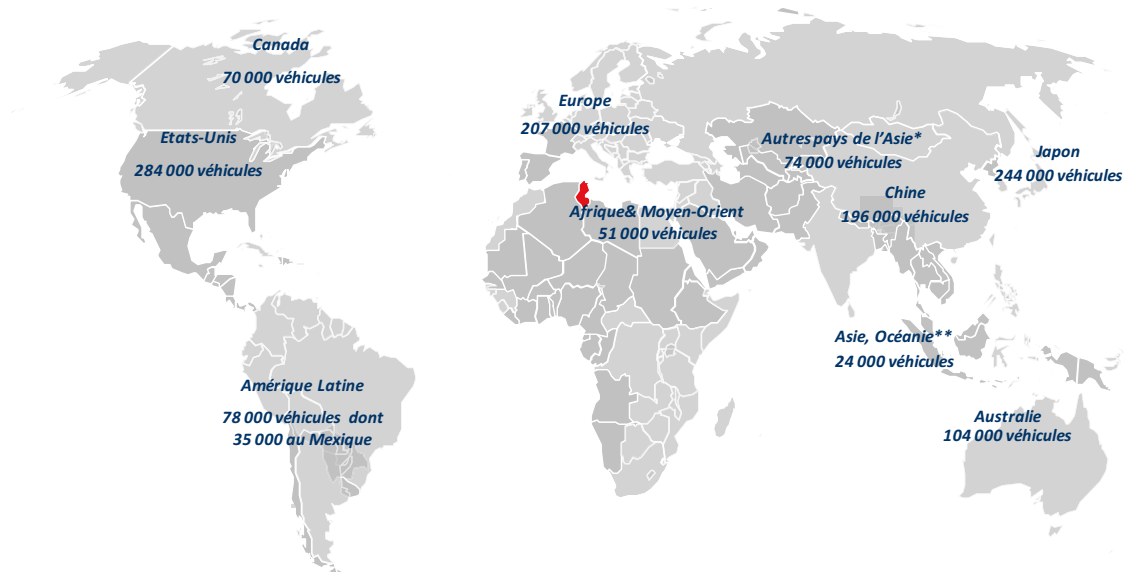 Canada
70 000 véhicules
Etats-Unis
284 000 véhicules
Europe
207 000 véhicules
Autres pays de l'Asie*
74 000 véhicules
Japon
244 000 véhicules
Chine
196 000 véhicules
Afrique& Moyen-Orient
51 000 véhicules
Asie, Océanie**
24 000 véhicules
Amérique Latine
78 000 véhicules dont
35 000 au Mexique
Australie
104 000 véhicules